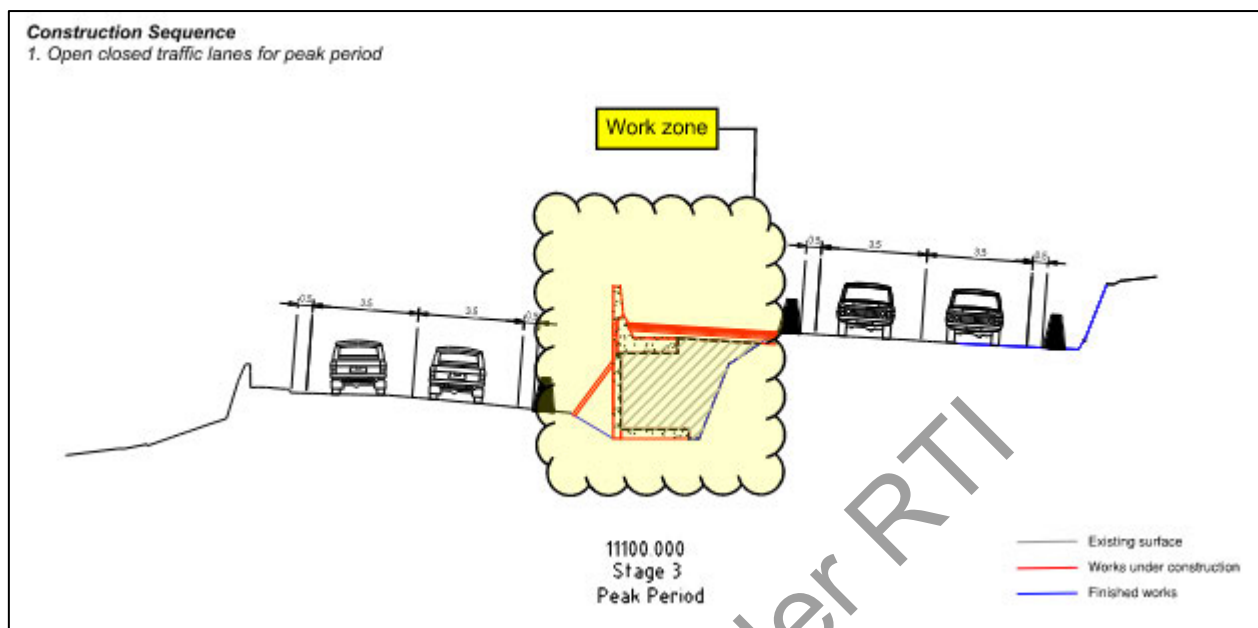 Construction Sequence
1. Open closed traffic lanes for peak period
Work zone
0.5 3.5 3.5 0.5
0.5 3.5 3.5 0.5
11100.000
Stage 3
Peak Period
Existing surface
Works under construction
Finished works
der RTI